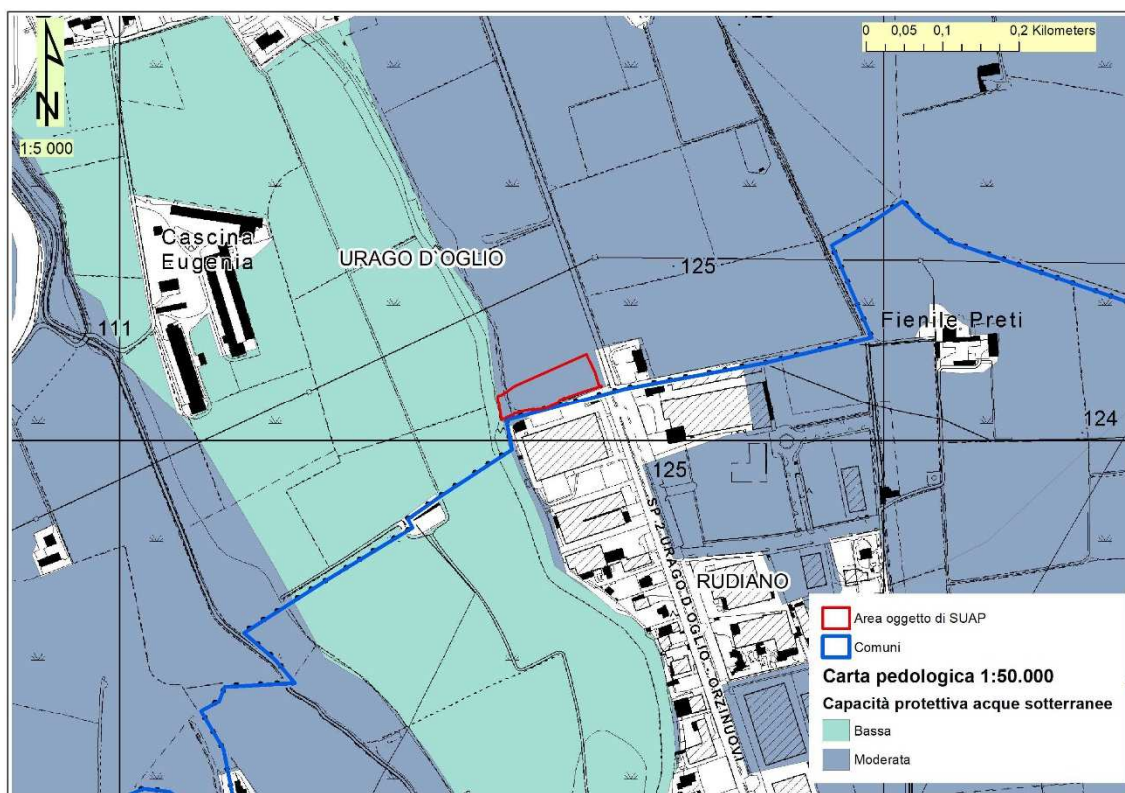 0 0,05 0,1 0,2 Kilometers
N
1:5 000
Cascina
Eugenia
URAGO D`OGLIO
125
111
Fienile Preti
124
125
SP 2 URAGO D OGLIO ORZINUOVI
RUDIANO
Area oggetto di SUAP
Comuni
Carta pedologica 1:50.000
Capacità protettiva acque sotterranee
Bassa
Moderata